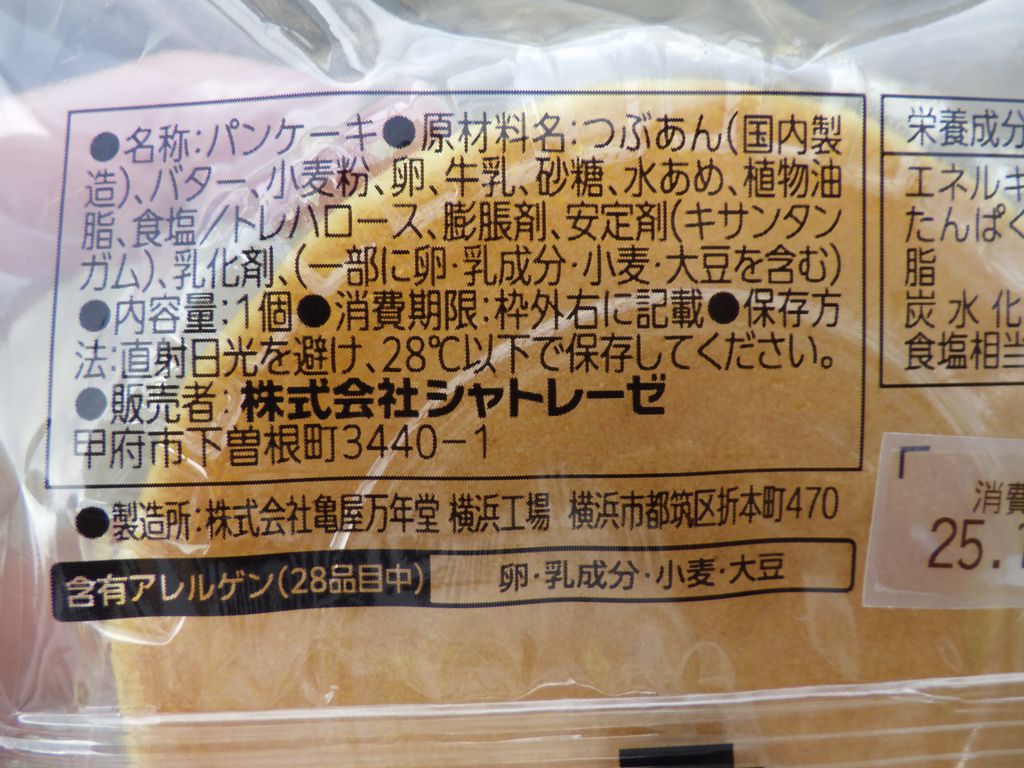 ●名称:パンケーキ●原材料名:つぶあん(国内製
造)、バター、小麦粉、卵、牛乳、砂糖、水あめ、植物油
脂、食塩/トレハロース、膨脹剤、安定剤(キサンタン
ガム)、乳化剤、(一部に卵・乳成分・小麦・大豆を含む)
●内容量:1個●消費期限:枠外右に記載●保存方
法:直射日光を避け、28℃以下で保存してください。
●販売者:株式会社シャトレーゼ
甲府市下曽根町3440-1
●製造所:株式会社亀屋万年堂 横浜工場 横浜市都筑区折本町470
含有アレルゲン(28品目中) 卵・乳成分・小麦・大豆
栄養成分
エネルギ
たんぱく
脂
炭水化
食塩相当
消費
25.1